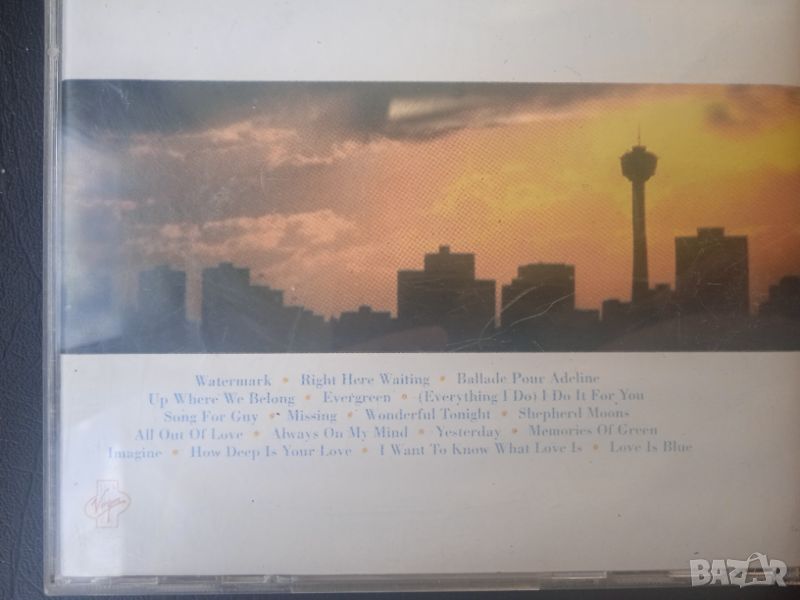 Watermark • Right Here Waiting • Ballade Pour Adeline
Up Where We Belong • Evergreen • (Everything I Do) I Do It For You
Song For Guy • Missing • Wonderful Tonight • Shepherd Moons
All Out Of Love • Always On My Mind • Yesterday • Memories Of Green
Imagine • How Deep Is Your Love • I Want To Know What Love Is • Love Is Blue
Virgin
BAZAR